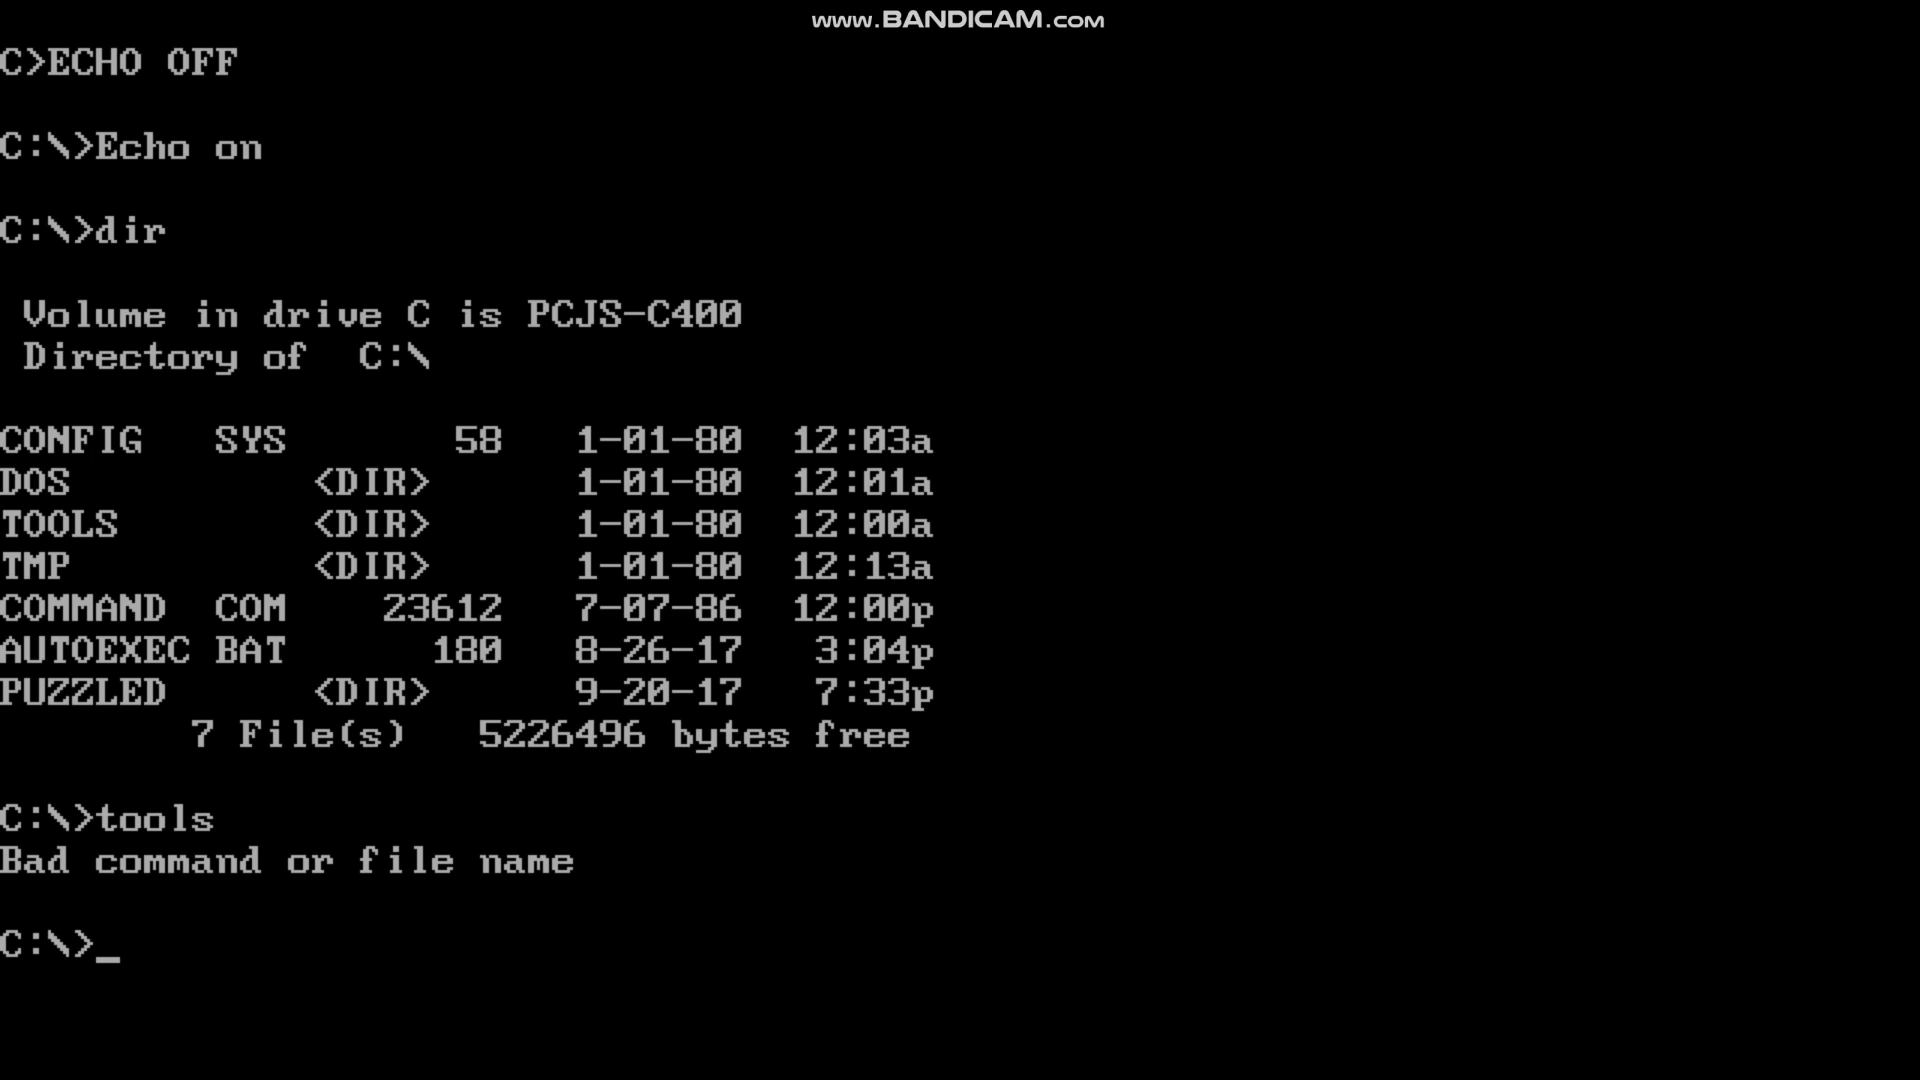 www.BANDICAM.com
C>ECHO OFF
C:\>Echo on
C:\>dir
Volume in drive C is PCJS-C400
Directory of  C:\
CONFIG   SYS       58   1-01-80  12:03a
DOS          <DIR>      1-01-80  12:01a
TOOLS        <DIR>      1-01-80  12:00a
TMP          <DIR>      1-01-80  12:13a
COMMAND  COM    23612   7-07-86  12:00p
AUTOEXEC BAT      180   8-26-17   3:04p
PUZZLED      <DIR>      9-20-17   7:33p
7 File(s)   5226496 bytes free
C:\>tools
Bad command or file name
C:\>_